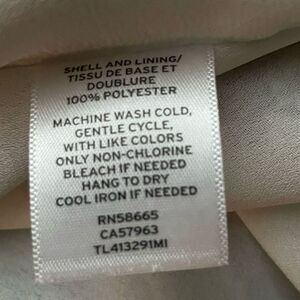 SHELL AND LINING/
TISSU DE BASE ET
DOUBLURE
100% POLYESTER
MACHINE WASH COLD,
GENTLE CYCLE,
WITH LIKE COLORS
ONLY NON-CHLORINE
BLEACH IF NEEDED
HANG TO DRY
COOL IRON IF NEEDED
RN58665
CA57963
TL413291MI